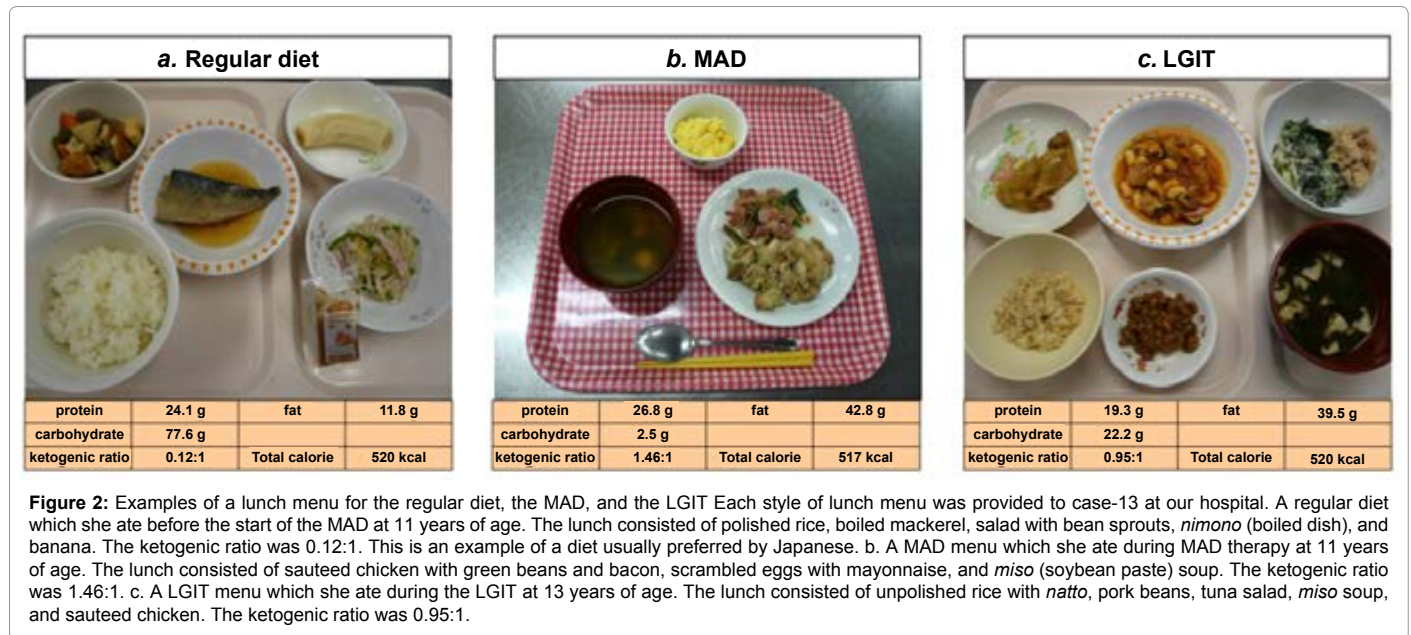 a. Regular diet
b. MAD
c. LGIT
protein 24.1 g fat 11.8 g
carbohydrate 77.6 g
ketogenic ratio 0.12:1 Total calorie 520 kcal
protein 26.8 g fat 42.8 g
carbohydrate 2.5 g
ketogenic ratio 1.46:1 Total calorie 517 kcal
protein 19.3 g fat 39.5 g
carbohydrate 22.2 g
ketogenic ratio 0.95:1 Total calorie 520 kcal
Figure 2: Examples of a lunch menu for the regular diet, the MAD, and the LGIT Each style of lunch menu was provided to case-13 at our hospital. A regular diet
which she ate before the start of the MAD at 11 years of age. The lunch consisted of polished rice, boiled mackerel, salad with bean sprouts, nimono (boiled dish), and
banana. The ketogenic ratio was 0.12:1. This is an example of a diet usually preferred by Japanese. b. A MAD menu which she ate during MAD therapy at 11 years
of age. The lunch consisted of sauteed chicken with green beans and bacon, scrambled eggs with mayonnaise, and miso (soybean paste) soup. The ketogenic ratio
was 1.46:1. c. A LGIT menu which she ate during the LGIT at 13 years of age. The lunch consisted of unpolished rice with natto, pork beans, tuna salad, miso soup,
and sauteed chicken. The ketogenic ratio was 0.95:1.